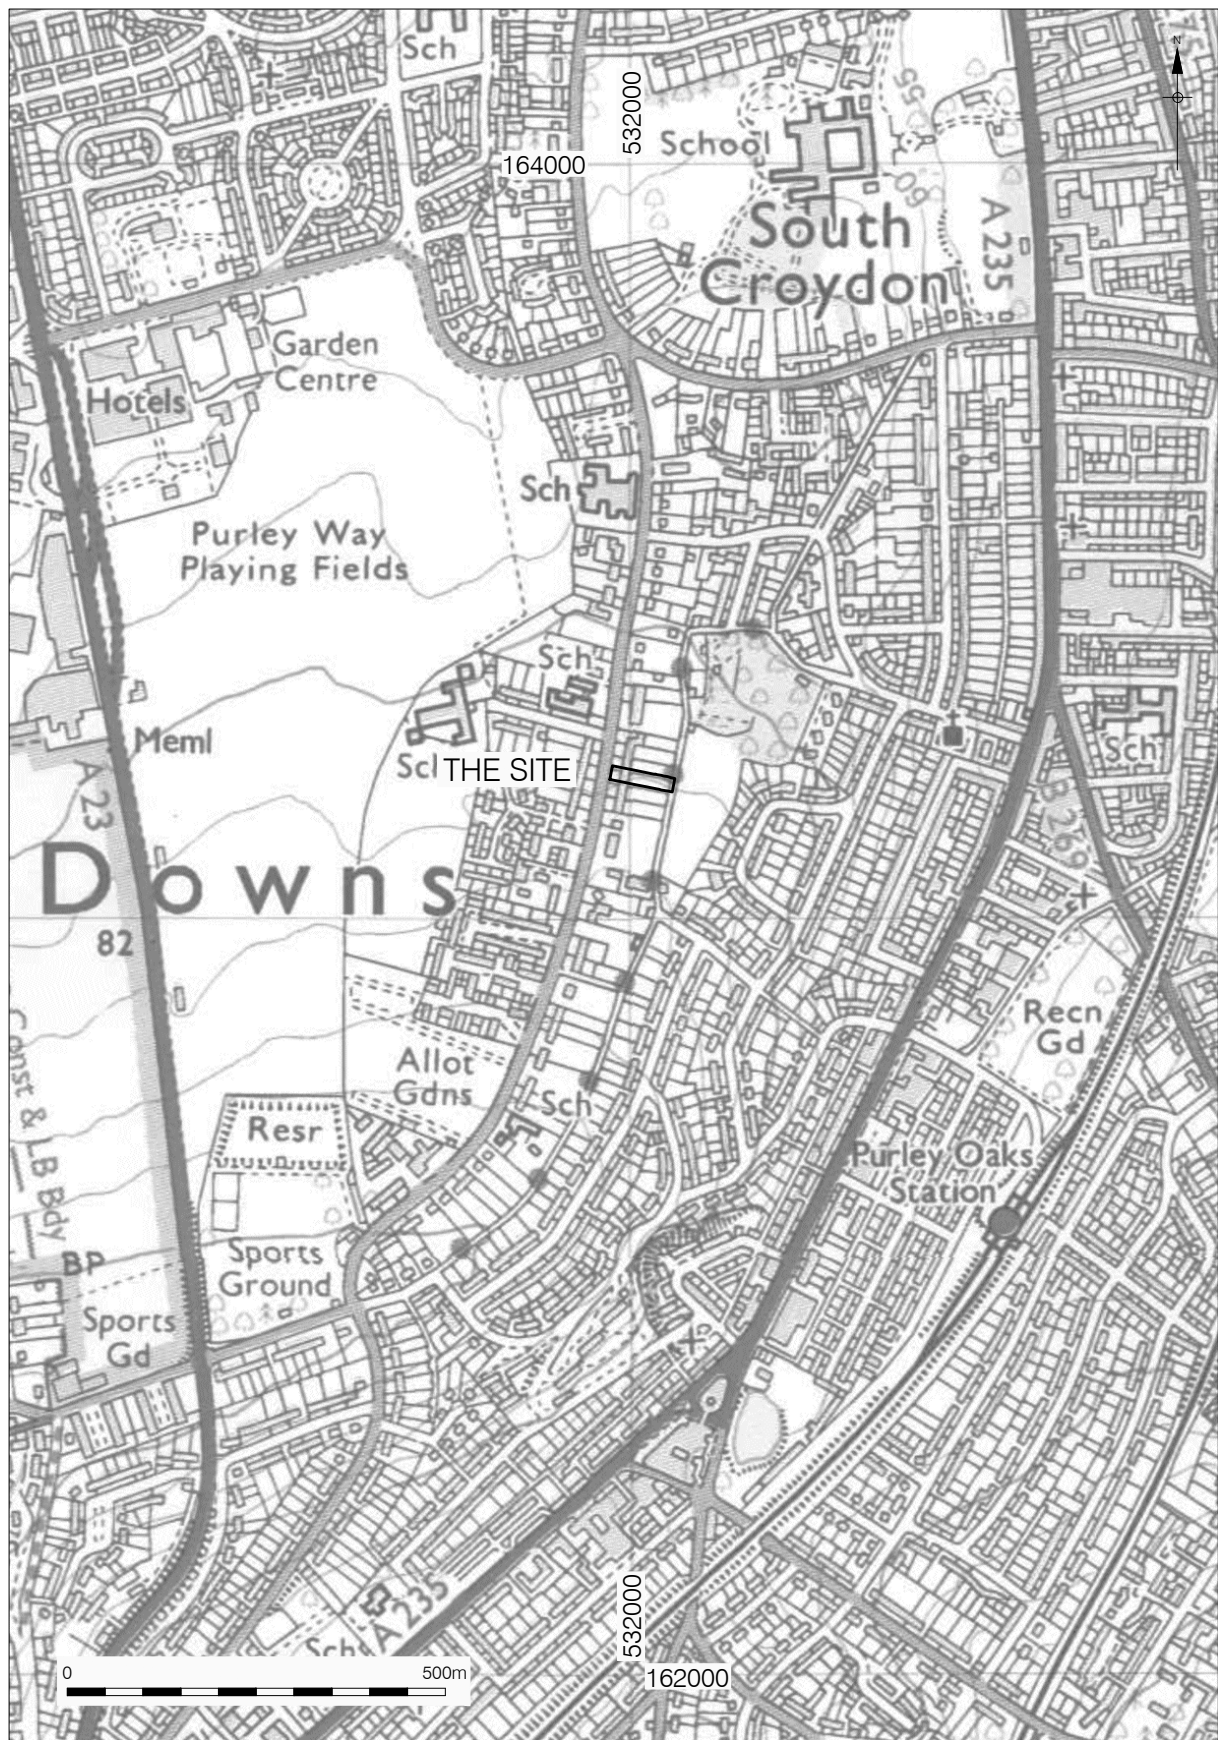 Sch
N
532000
School
164000
A 235
South
Croydon
Garden
Centre
Hotels
Sch
Purley Way
Playing Fields
Sch
Meml
Sch
THE SITE
Sch
A 23
B 269
Downs
82
Recn
Gd
Const & LB Bdy
Allot
Gdns
Sch
Resr
Purley Oaks
Station
BP
Sports
Ground
Sports
Gd
532000
A 235
Sch
0
500m
162000